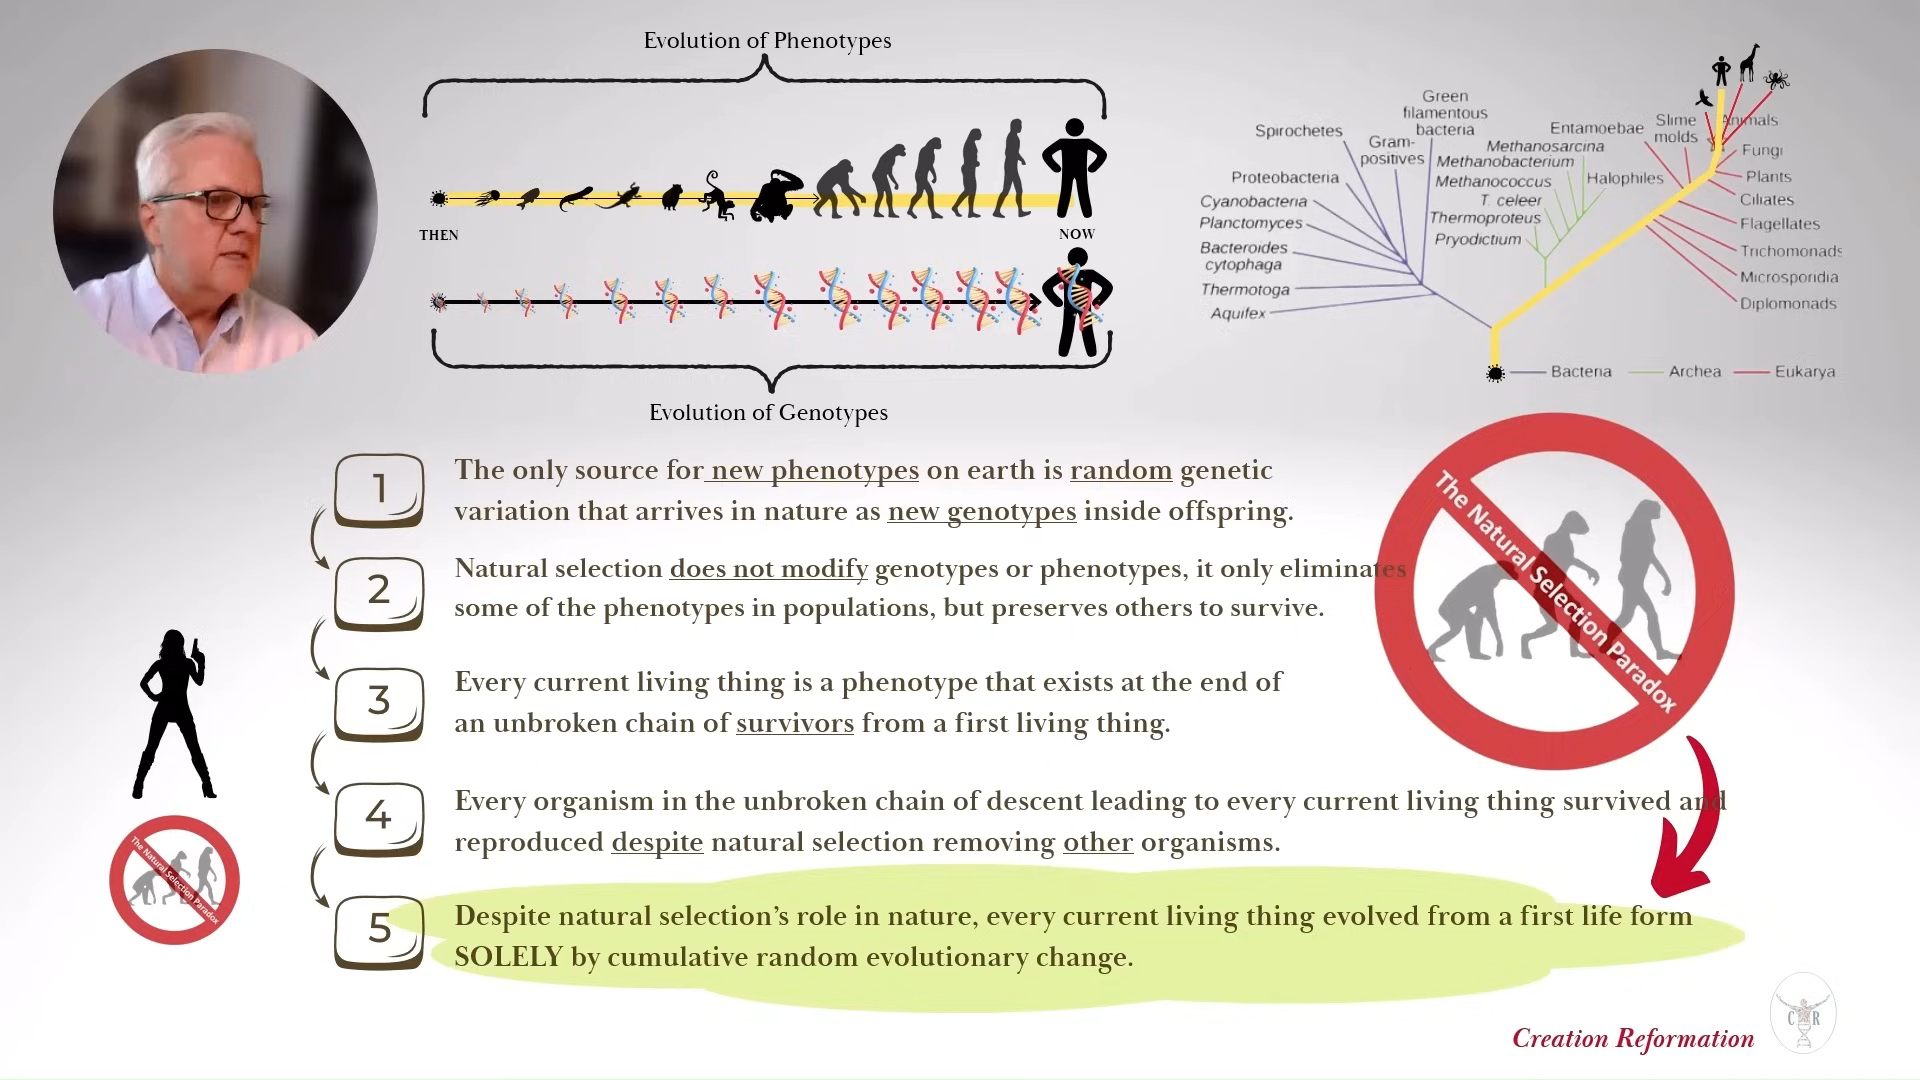 Evolution of Phenotypes
THEN
NOW
Evolution of Genotypes
Spirochetes
Green
filamentous
bacteria
Gram-
positives
Proteobacteria
Cyanobacteria
Planctomyces
Bacteroides
cytophaga
Thermotoga
Aquifex
Entamoebae
Methanosarcina
Methanobacterium
Methanococcus
Halophiles
T. celeer
Thermoproteus
Pryodictium
Slime
molds
Animals
Fungi
Plants
Ciliates
Flagellates
Trichomonads
Microsporidia
Diplomonads
Bacteria
Archea
Eukarya
1
The only source for new phenotypes on earth is random genetic
variation that arrives in nature as new genotypes inside offspring.
2
Natural selection does not modify genotypes or phenotypes, it only eliminates
some of the phenotypes in populations, but preserves others to survive.
3
Every current living thing is a phenotype that exists at the end of
an unbroken chain of survivors from a first living thing.
4
Every organism in the unbroken chain of descent leading to every current living thing survived and
reproduced despite natural selection removing other organisms.
5
Despite natural selection's role in nature, every current living thing evolved from a first life form
SOLELY by cumulative random evolutionary change.
The Natural Selection Paradox
The Natural Selection Paradox
Creation Reformation
C R